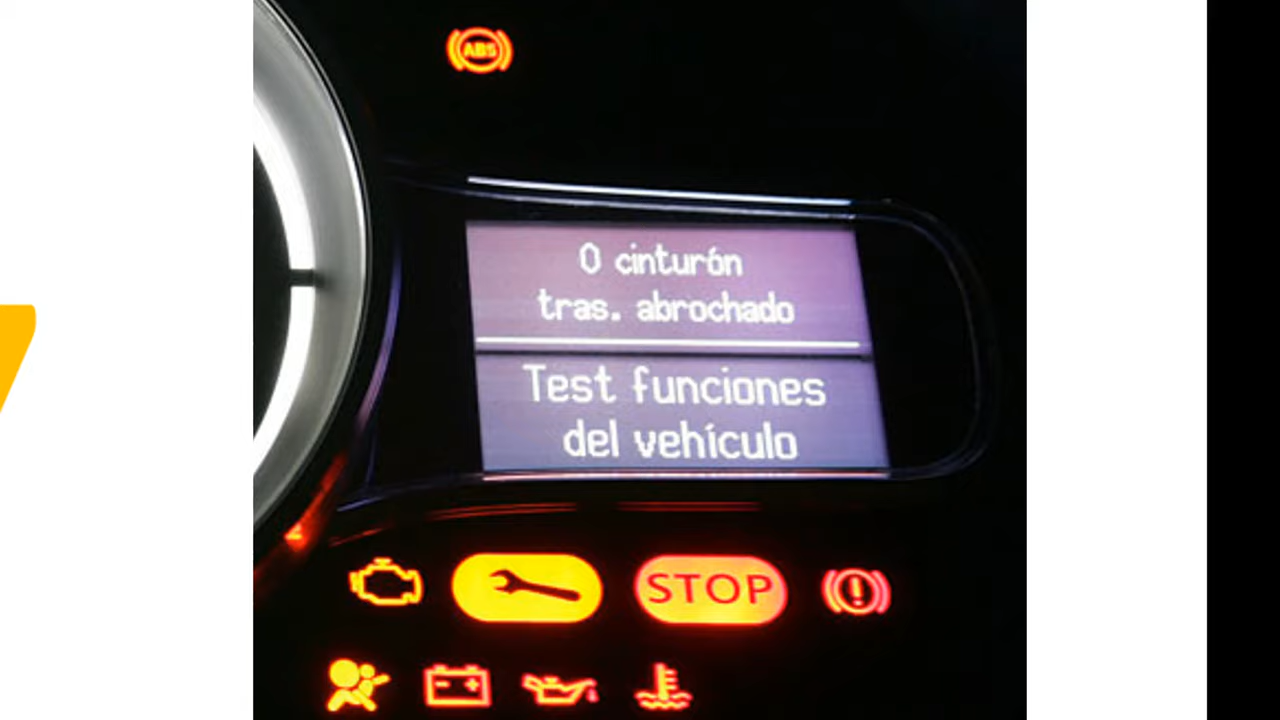 ABS
0 cinturón
tras. abrochado
Test funciones
del vehículo
STOP